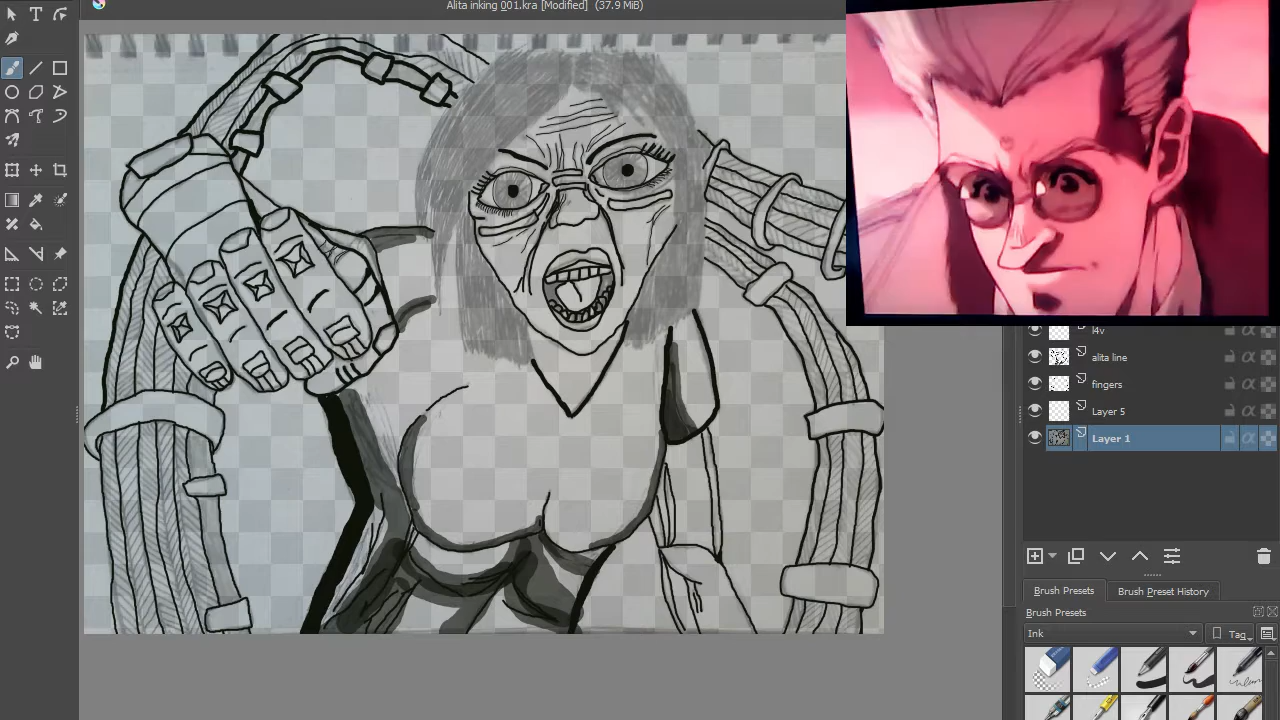 Alita inking 001.kra [Modified] (37.9 MiB)
l4v
alita line
fingers
Layer 5
Layer 1
Brush Presets
Brush Preset History
Brush Presets
Ink
Tag